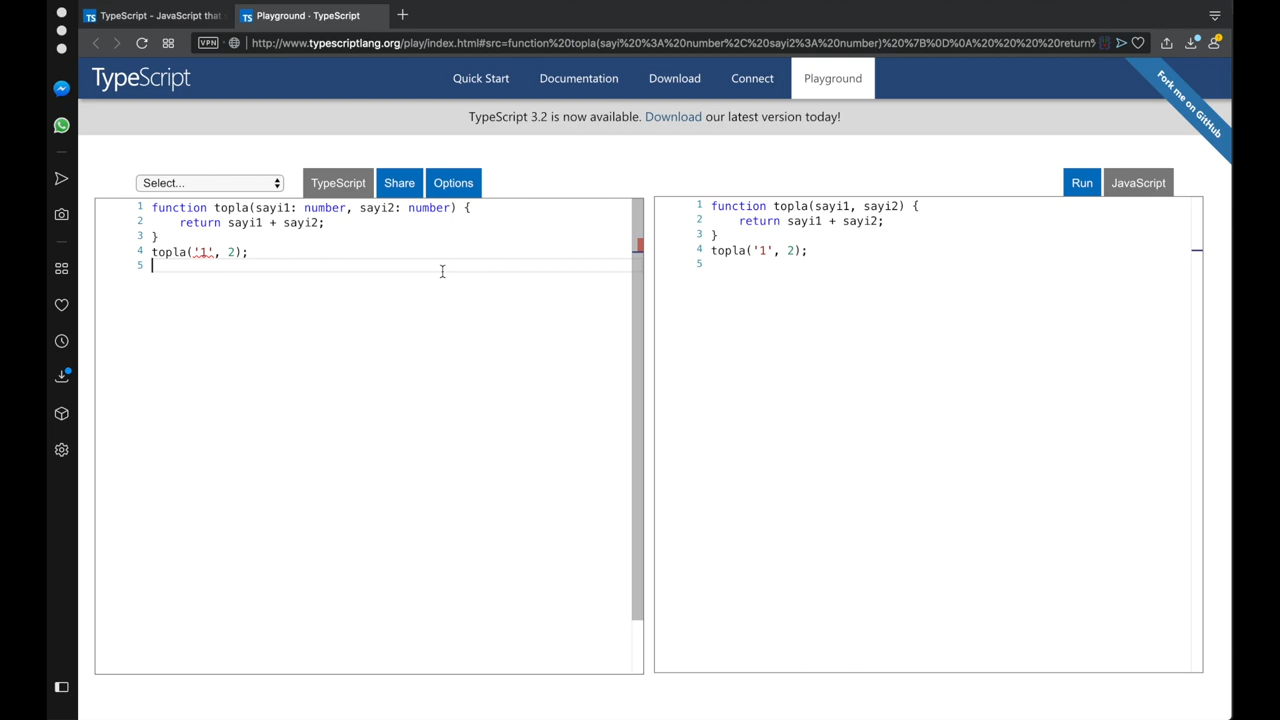 TypeScript - JavaScript that
Playground · TypeScript
VPN
http://www.typescriptlang.org/play/index.html#src=function%20topla(sayi%20%3A%20number%2C%20sayi2%3A%20number)%20%7B%0D%0A%20%20%20%20return%
TypeScript
Quick Start
Documentation
Download
Connect
Playground
Fork me on GitHub
TypeScript 3.2 is now available. Download our latest version today!
Select...
TypeScript
Share
Options
Run
JavaScript
1 function topla(sayi1: number, sayi2: number) {
2 return sayi1 + sayi2;
3 }
4 topla('1', 2);
5
1 function topla(sayi1, sayi2) {
2 return sayi1 + sayi2;
3 }
4 topla('1', 2);
5